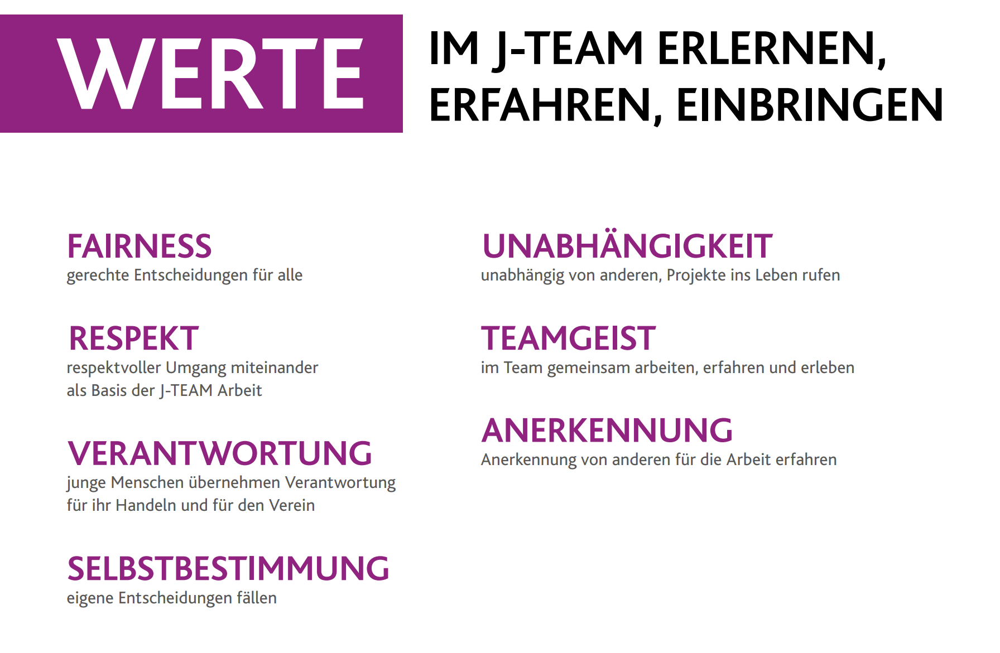 WERTE
IM J-TEAM ERLERNEN,
ERFAHREN, EINBRINGEN
FAIRNESS
gerechte Entscheidungen für alle
RESPEKT
respektvoller Umgang miteinander
als Basis der J-TEAM Arbeit
VERANTWORTUNG
junge Menschen übernehmen Verantwortung
für ihr Handeln und für den Verein
SELBSTBESTIMMUNG
eigene Entscheidungen fällen
UNABHÄNGIGKEIT
unabhängig von anderen, Projekte ins Leben rufen
TEAMGEIST
im Team gemeinsam arbeiten, erfahren und erleben
ANERKENNUNG
Anerkennung von anderen für die Arbeit erfahren